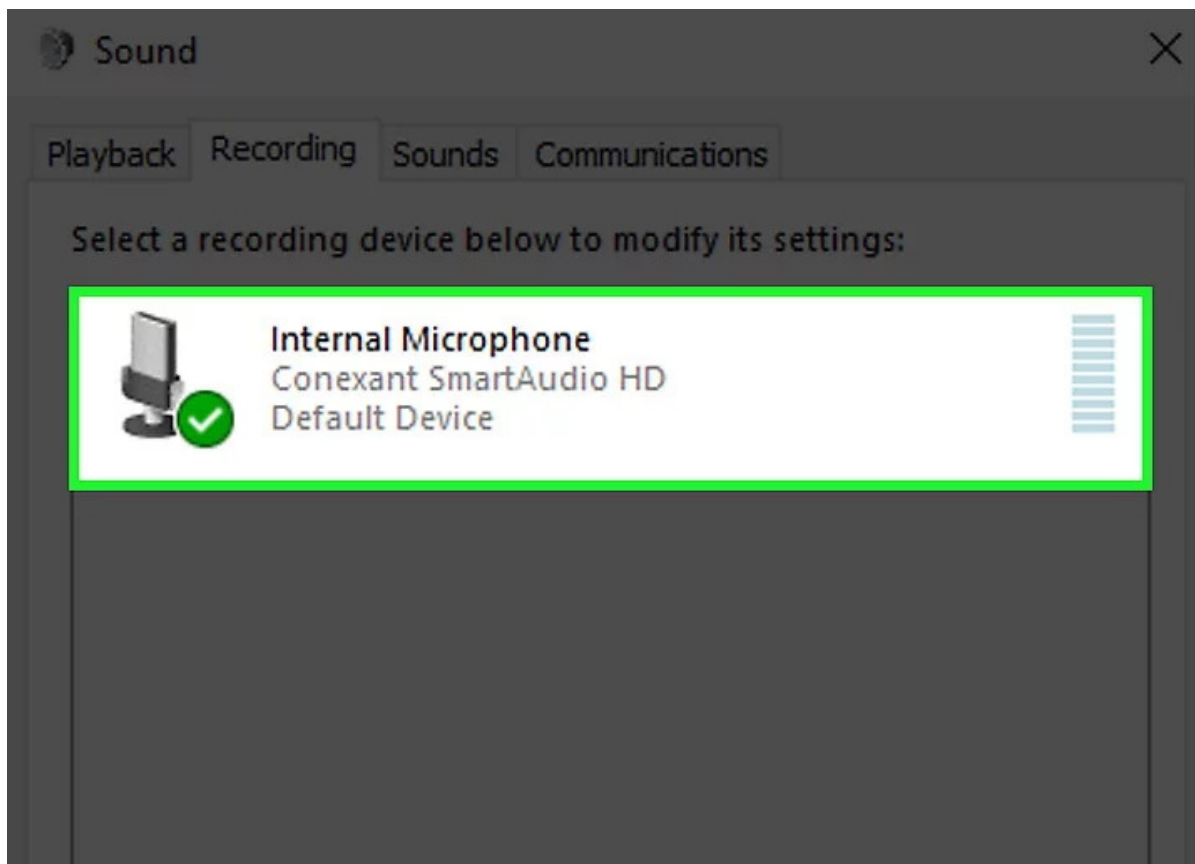 Sound
Playback Recording Sounds Communications
Select a recording device below to modify its settings:
Internal Microphone
Conexant SmartAudio HD
Default Device